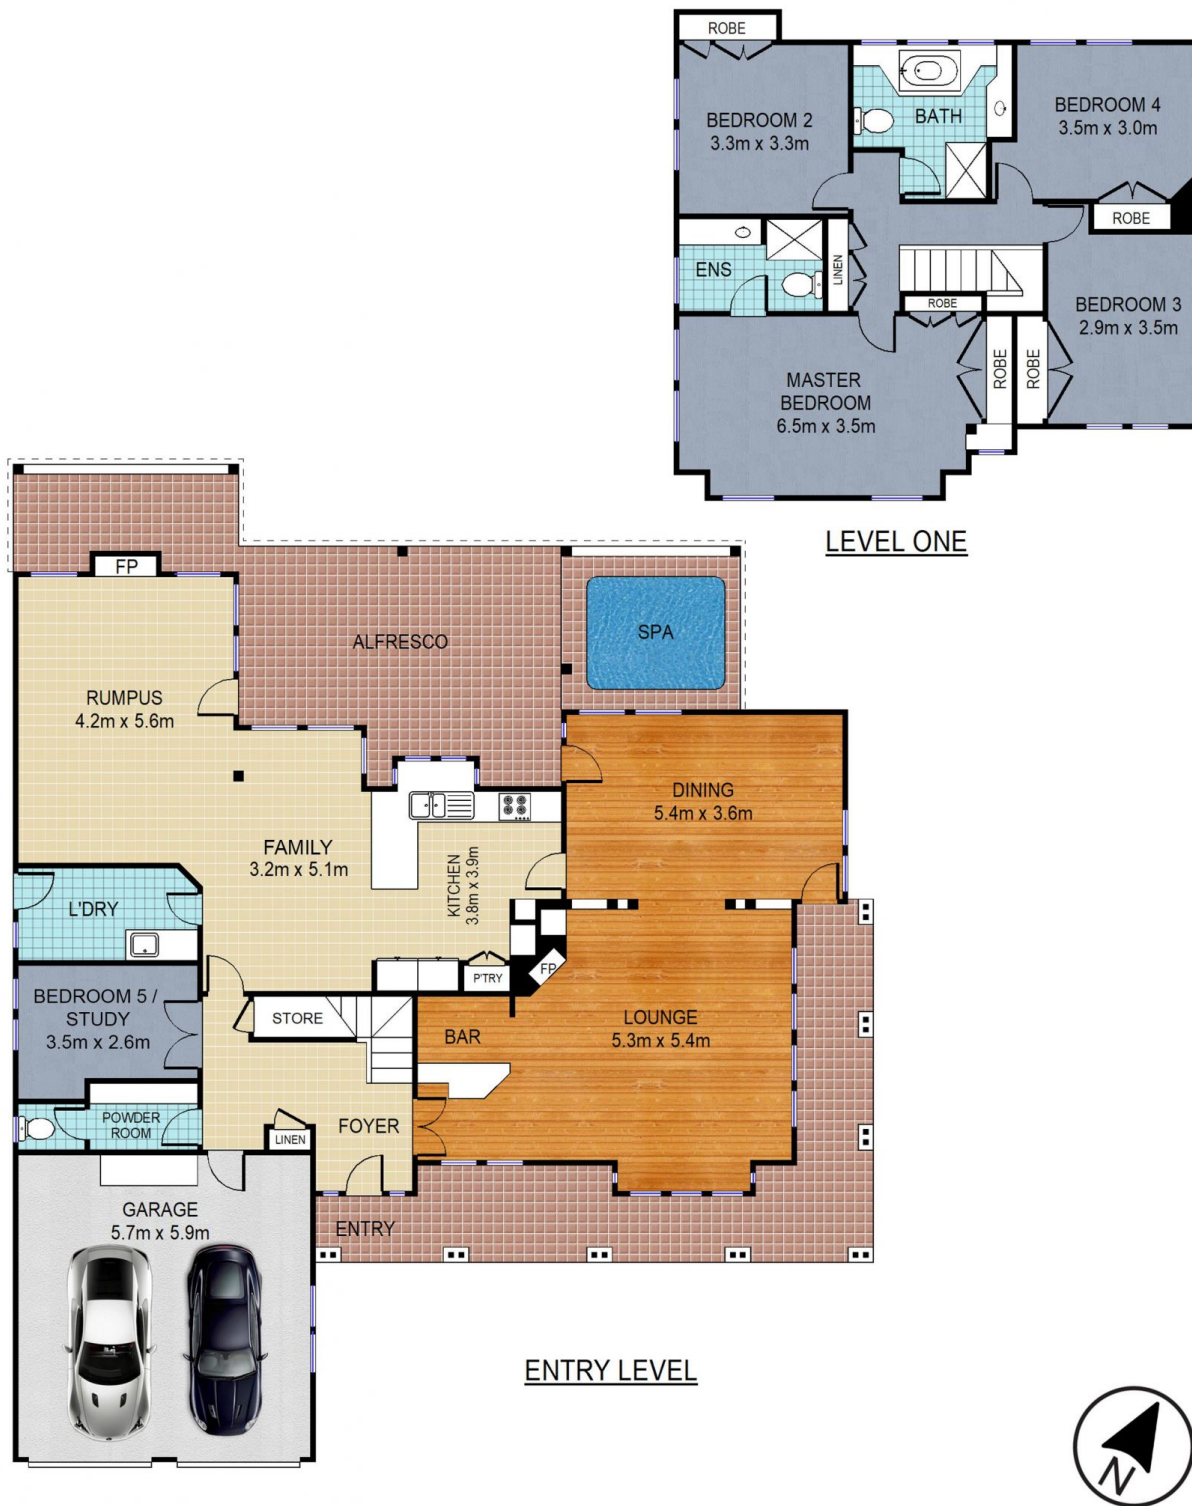 ROBE
BEDROOM 2
3.3m x 3.3m
BATH
BEDROOM 4
3.5m x 3.0m
ROBE
ENS
LINEN
ROBE
BEDROOM 3
2.9m x 3.5m
MASTER
BEDROOM
6.5m x 3.5m
ROBE
ROBE
LEVEL ONE
FP
ALFRESCO
SPA
RUMPUS
4.2m x 5.6m
DINING
5.4m x 3.6m
FAMILY
3.2m x 5.1m
KITCHEN
3.8m x 3.9m
L'DRY
P'TRY
FP
BEDROOM 5 /
STUDY
3.5m x 2.6m
STORE
BAR
LOUNGE
5.3m x 5.4m
POWDER
ROOM
LINEN
FOYER
GARAGE
5.7m x 5.9m
ENTRY
ENTRY LEVEL
N